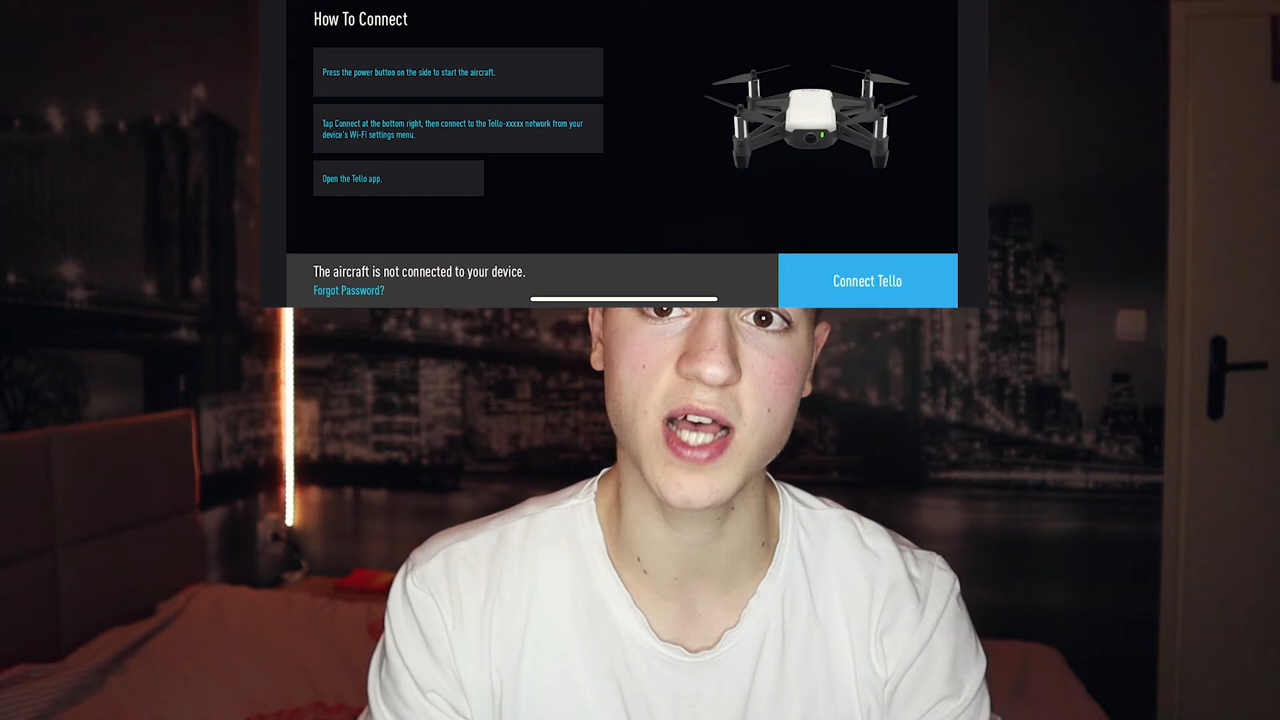 How To Connect
Press the power button on the side to start the aircraft.
Tap Connect at the bottom right, then connect to the Tello-xxxxx network from your
device's Wi-Fi settings menu.
Open the Tello app.
The aircraft is not connected to your device.
Forgot Password?
Connect Tello